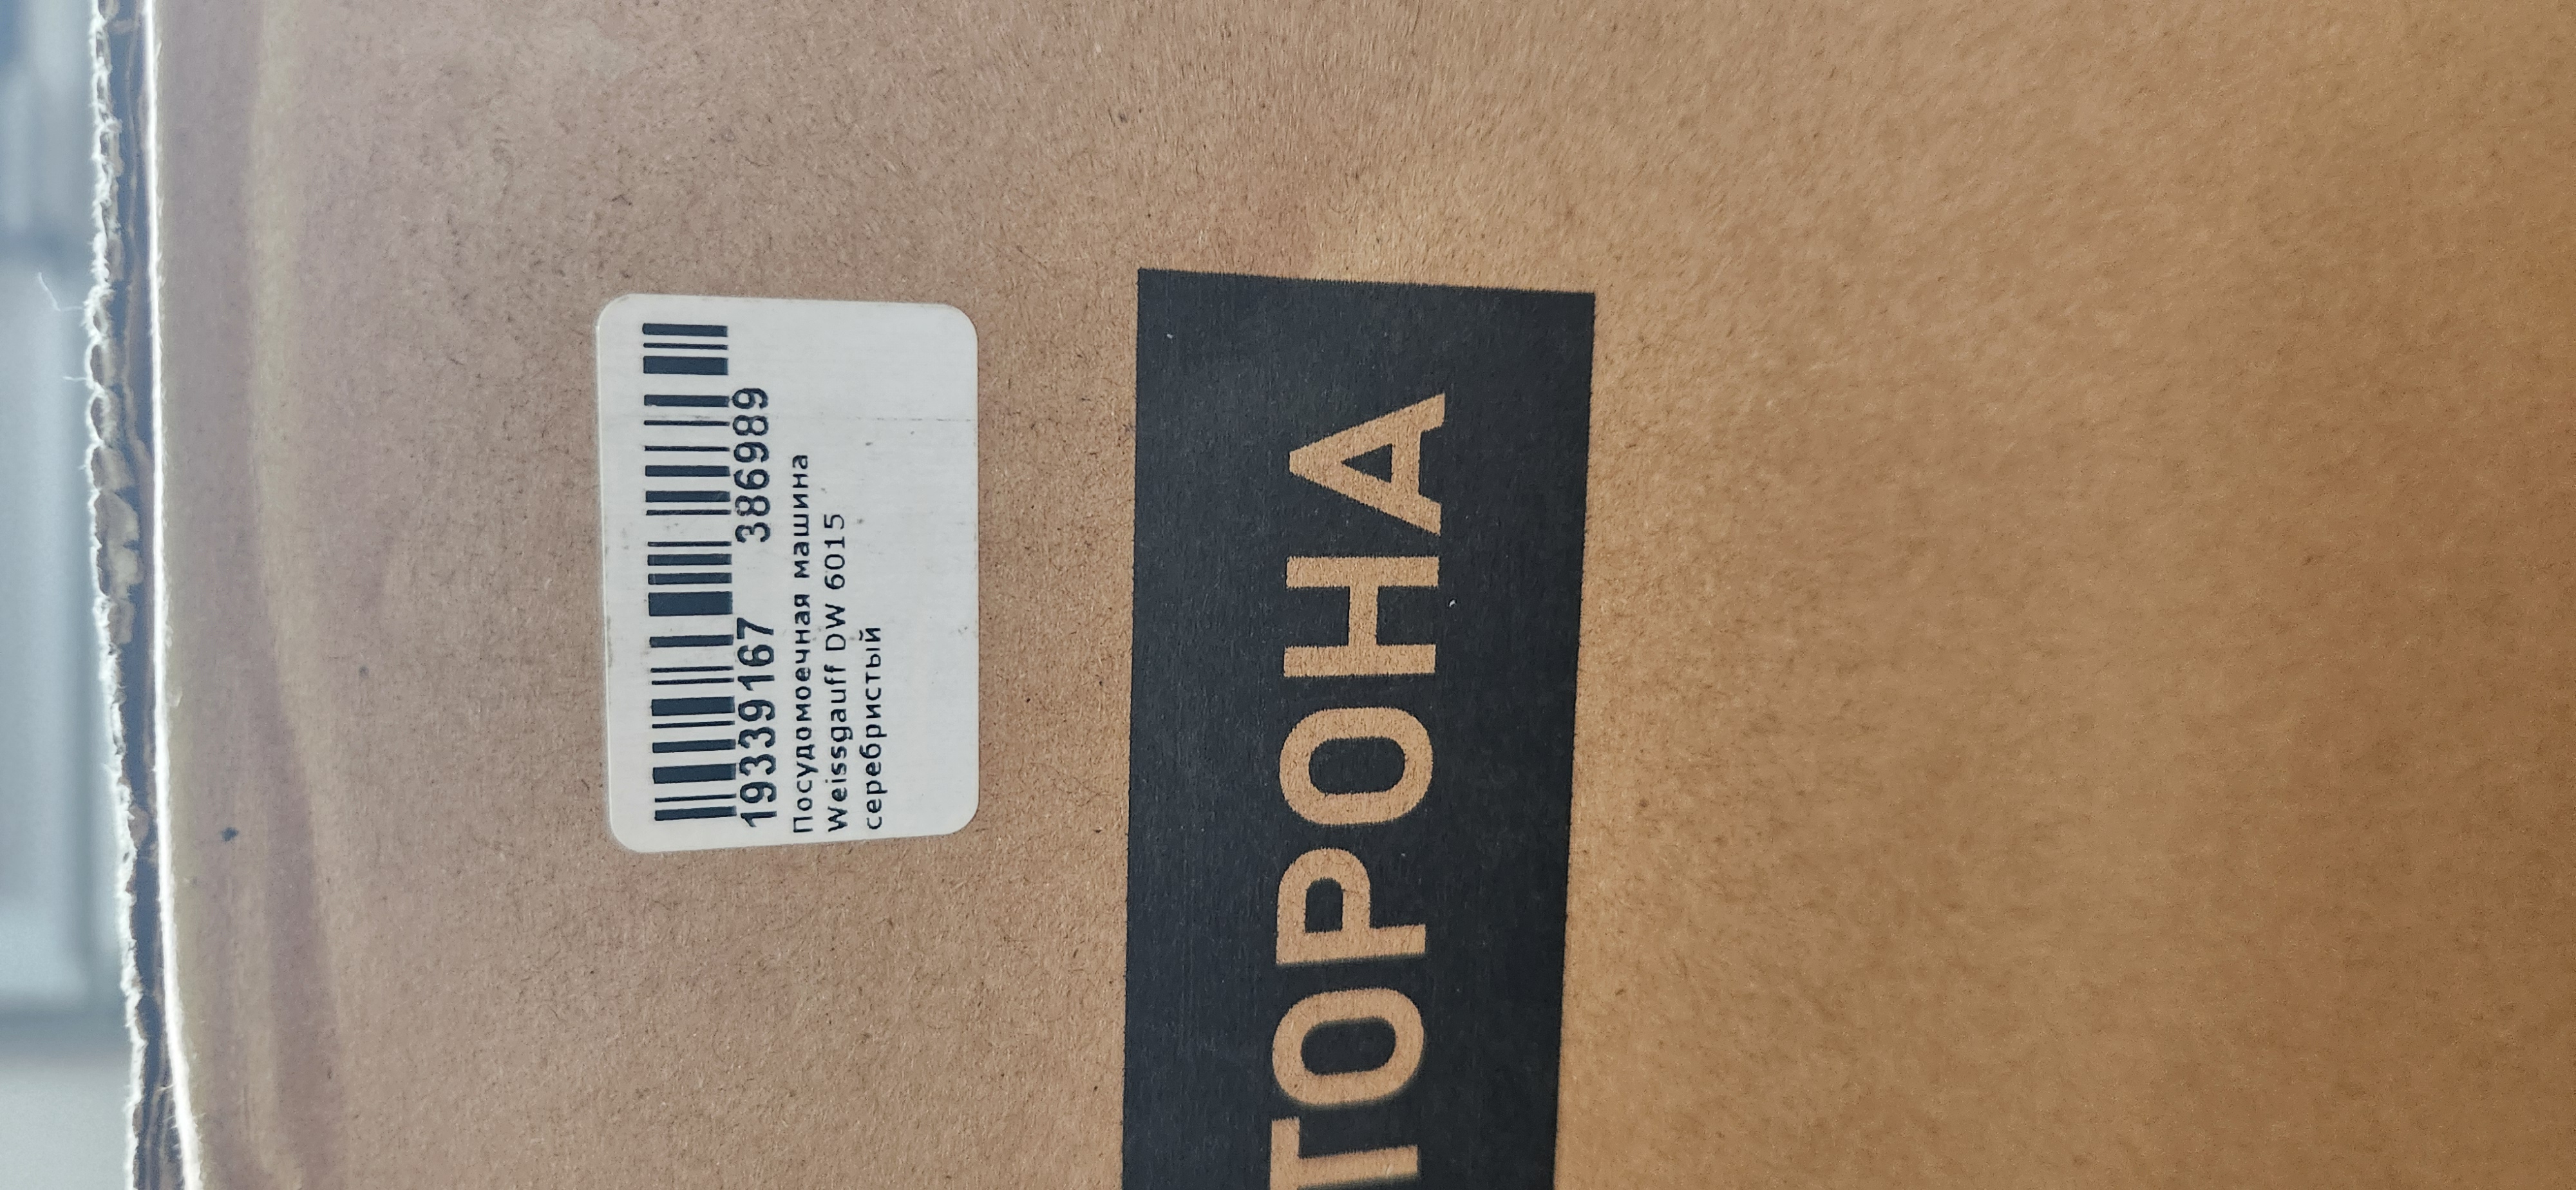 19339167 386989
Посудомоечная машина
Weissgauff DW 6015
серебристый
ТОРОНА